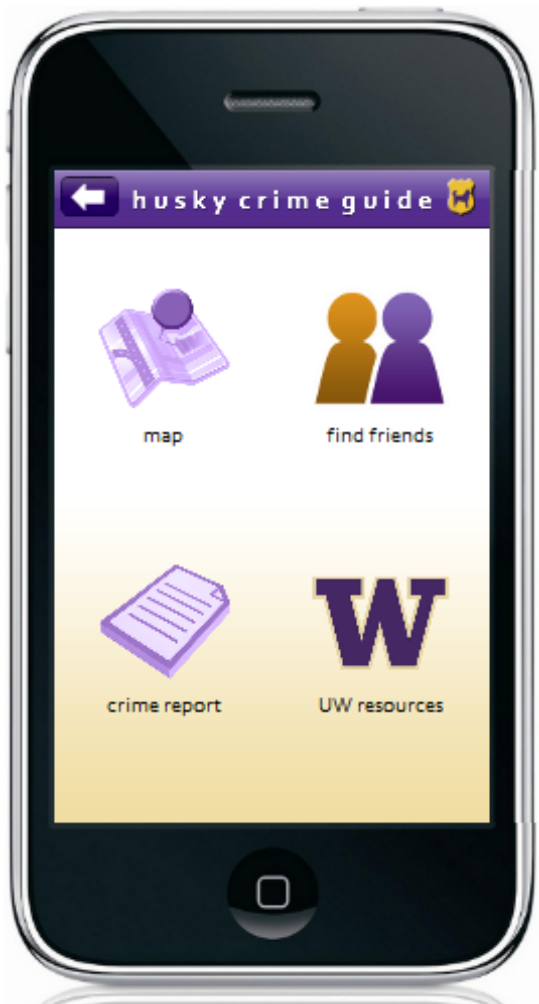 husky crime guide
map
find friends
W
crime report
UW resources